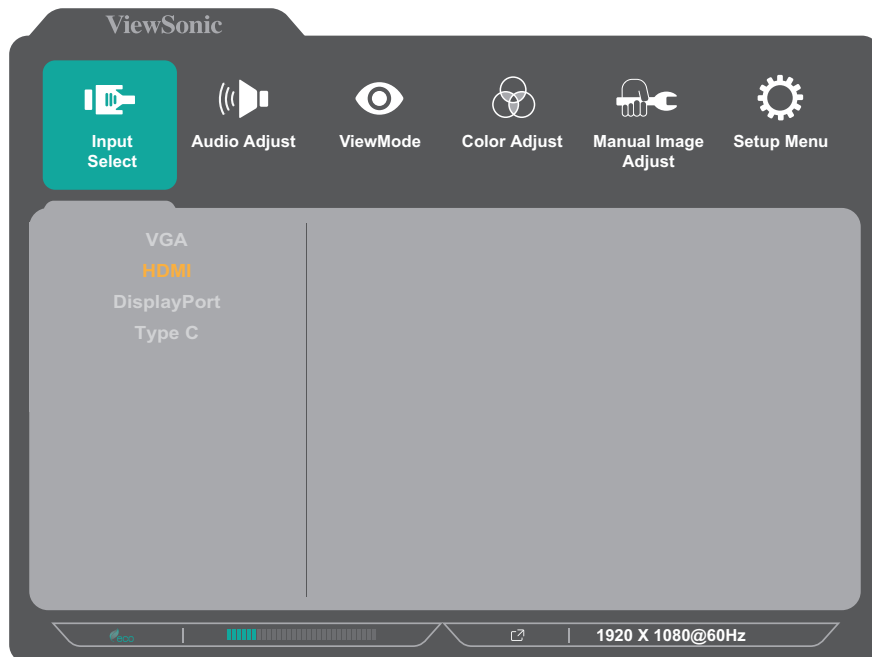 ViewSonic
Input
Select
Audio Adjust
ViewMode
Color Adjust
Manual Image
Adjust
Setup Menu
VGA
HDMI
DisplayPort
Type C
eco
1920 X 1080@60Hz